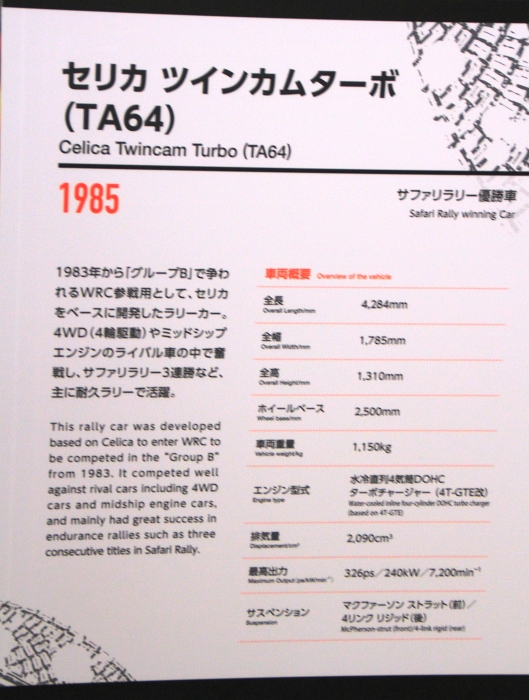 セリカ ツインカムターボ
(TA64)
Celica Twincam Turbo (TA64)
1985
サファリラリー優勝車
Safari Rally winning Car
1983年から「グループB」で争わ
れるWRC参戦用として、セリカ
をベースに開発したラリーカー。
4WD(4輪駆動)やミッドシップ
エンジンのライバル車の中で奮
戦し、サファリラリー3連勝など、
主に耐久ラリーで活躍。
This rally car was developed
based on Celica to enter WRC to
be competed in the "Group B"
from 1983. It competed well
against rival cars including 4WD
cars and midship engine cars,
and mainly had great success in
endurance rallies such as three
consecutive titles in Safari Rally.
車両概要 Overview of the vehicle
全長 4,284mm
Overall Length/mm
全幅 1,785mm
Overall Width/mm
全高 1,310mm
Overall Height/mm
ホイールベース 2,500mm
Wheel base/mm
車両重量 1,150kg
Vehicle weight/kg
エンジン型式
Engine type
水冷直列4気筒DOHC
ターボチャージャー (4T-GTE改)
Water-cooled inline four-cylinder DOHC turbo charger
(based on 4T-GTE)
排気量 2,090cm³
Displacement/cm³
最高出力 326ps/240kW/7,200min⁻¹
Maximum Output (ps/kW/min⁻¹)
サスペンション
Suspension
マクファーソン ストラット(前)/
4リンク リジッド(後)
McPherson-strut (front)/4-link rigid (rear)